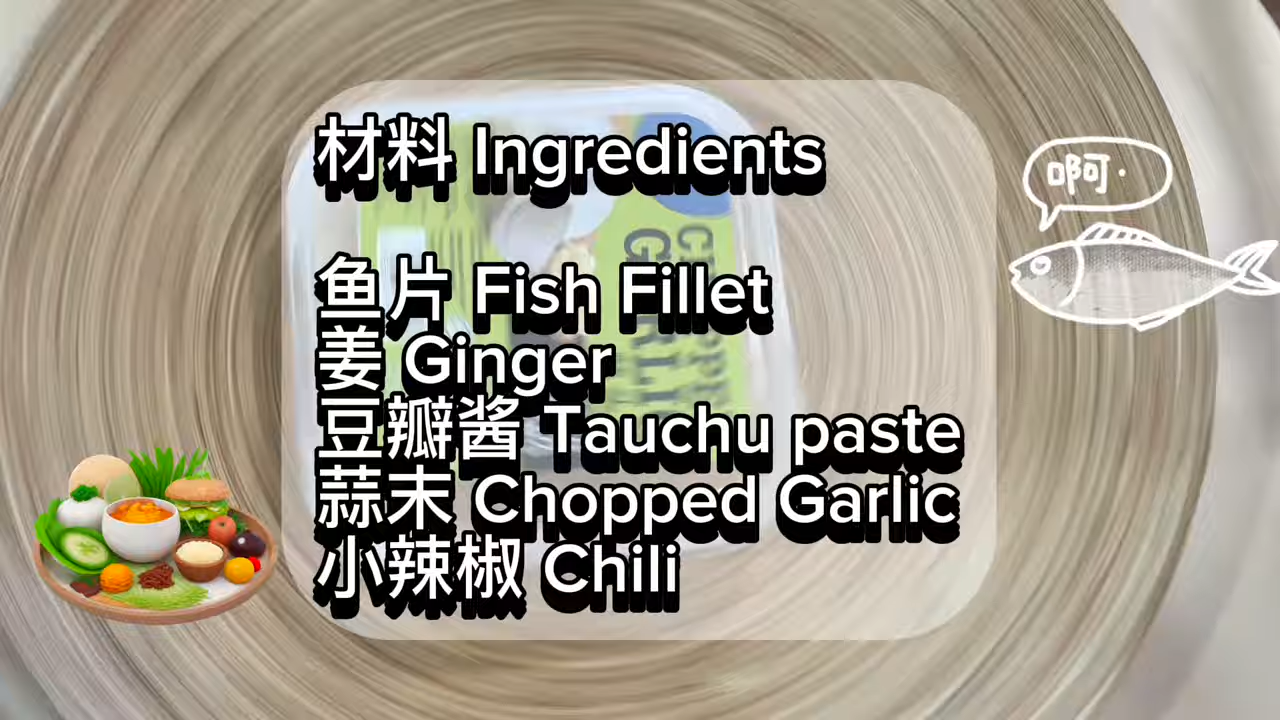 材料 Ingredients
鱼片 Fish Fillet
姜 Ginger
豆瓣酱 Tauchu paste
蒜末 Chopped Garlic
小辣椒 Chili
啊·